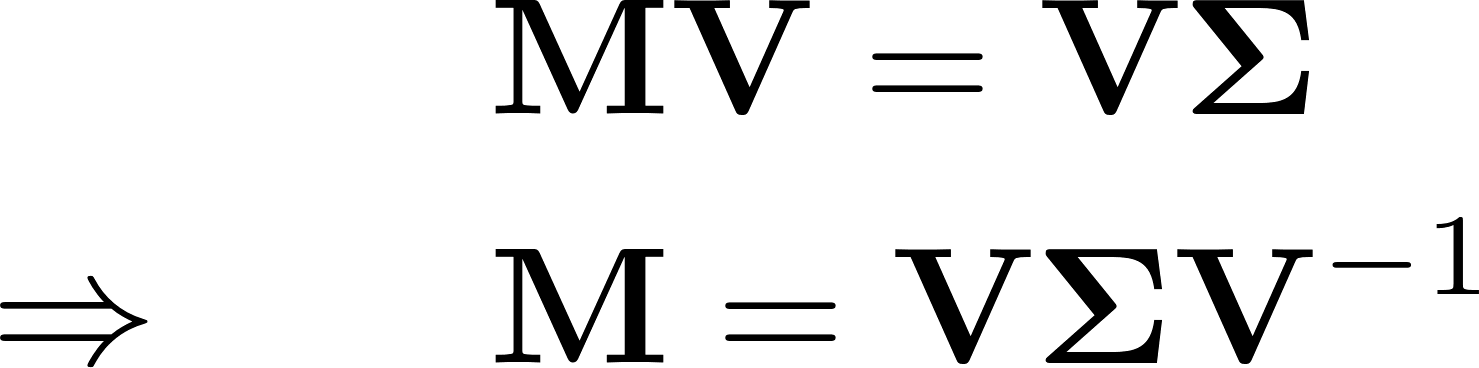 MV = VΣ
⇒ M = VΣV⁻¹